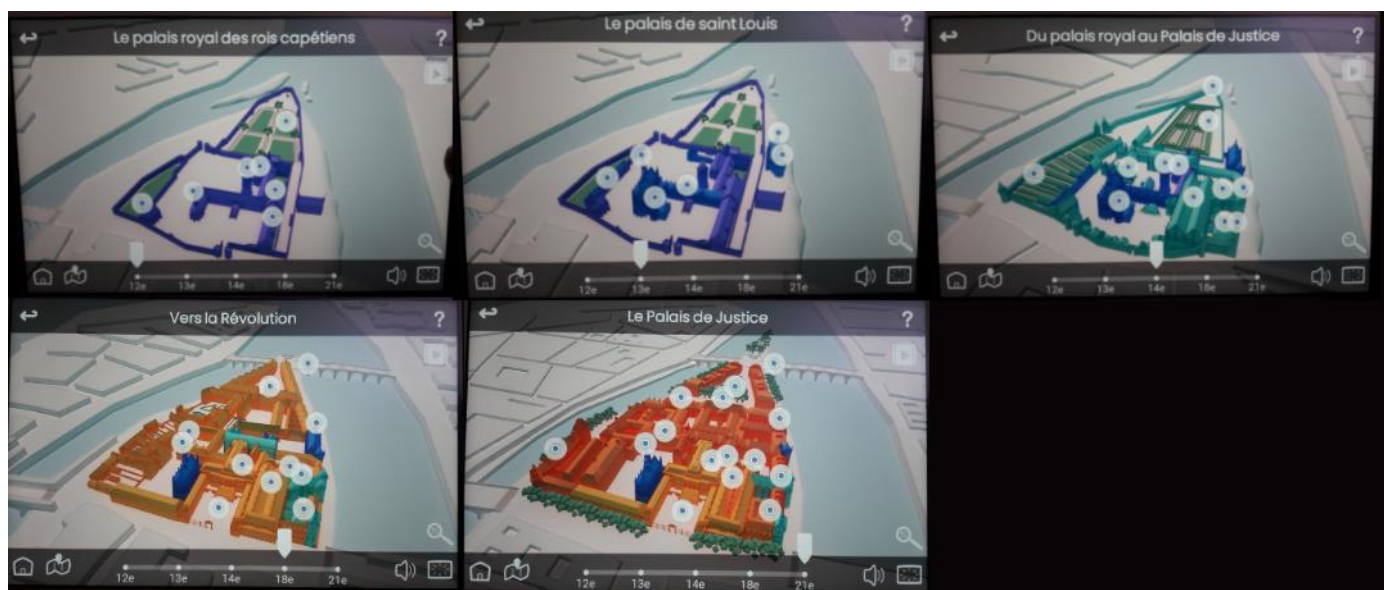 Le palais royal des rois capétiens ?
12e 13e 14e 18e 21e
Le palais de saint Louis ?
12e 13e 14e 18e 21e
Du palais royal au Palais de Justice ?
12e 13e 14e 18e 21e
Vers la Révolution ?
12e 13e 14e 18e 21e
Le Palais de Justice ?
12e 13e 14e 18e 21e